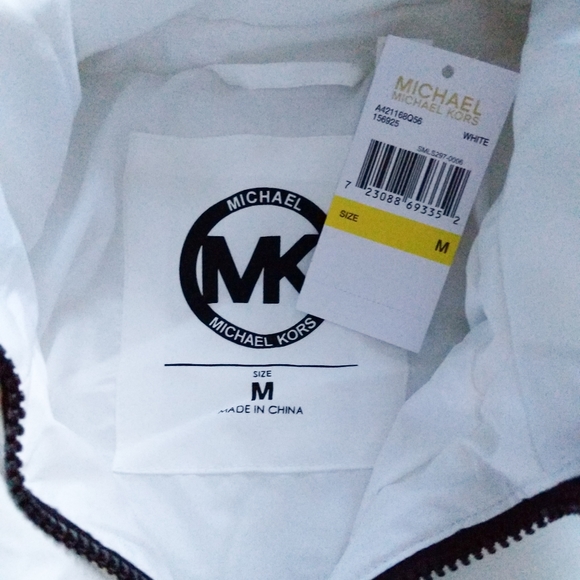 MICHAEL
MK
MICHAEL KORS
SIZE
M
MADE IN CHINA
MICHAEL
MICHAEL KORS
A421168Q56
156925
WHITE
SMLS297-0006
7 23088 69335 2
SIZE
M